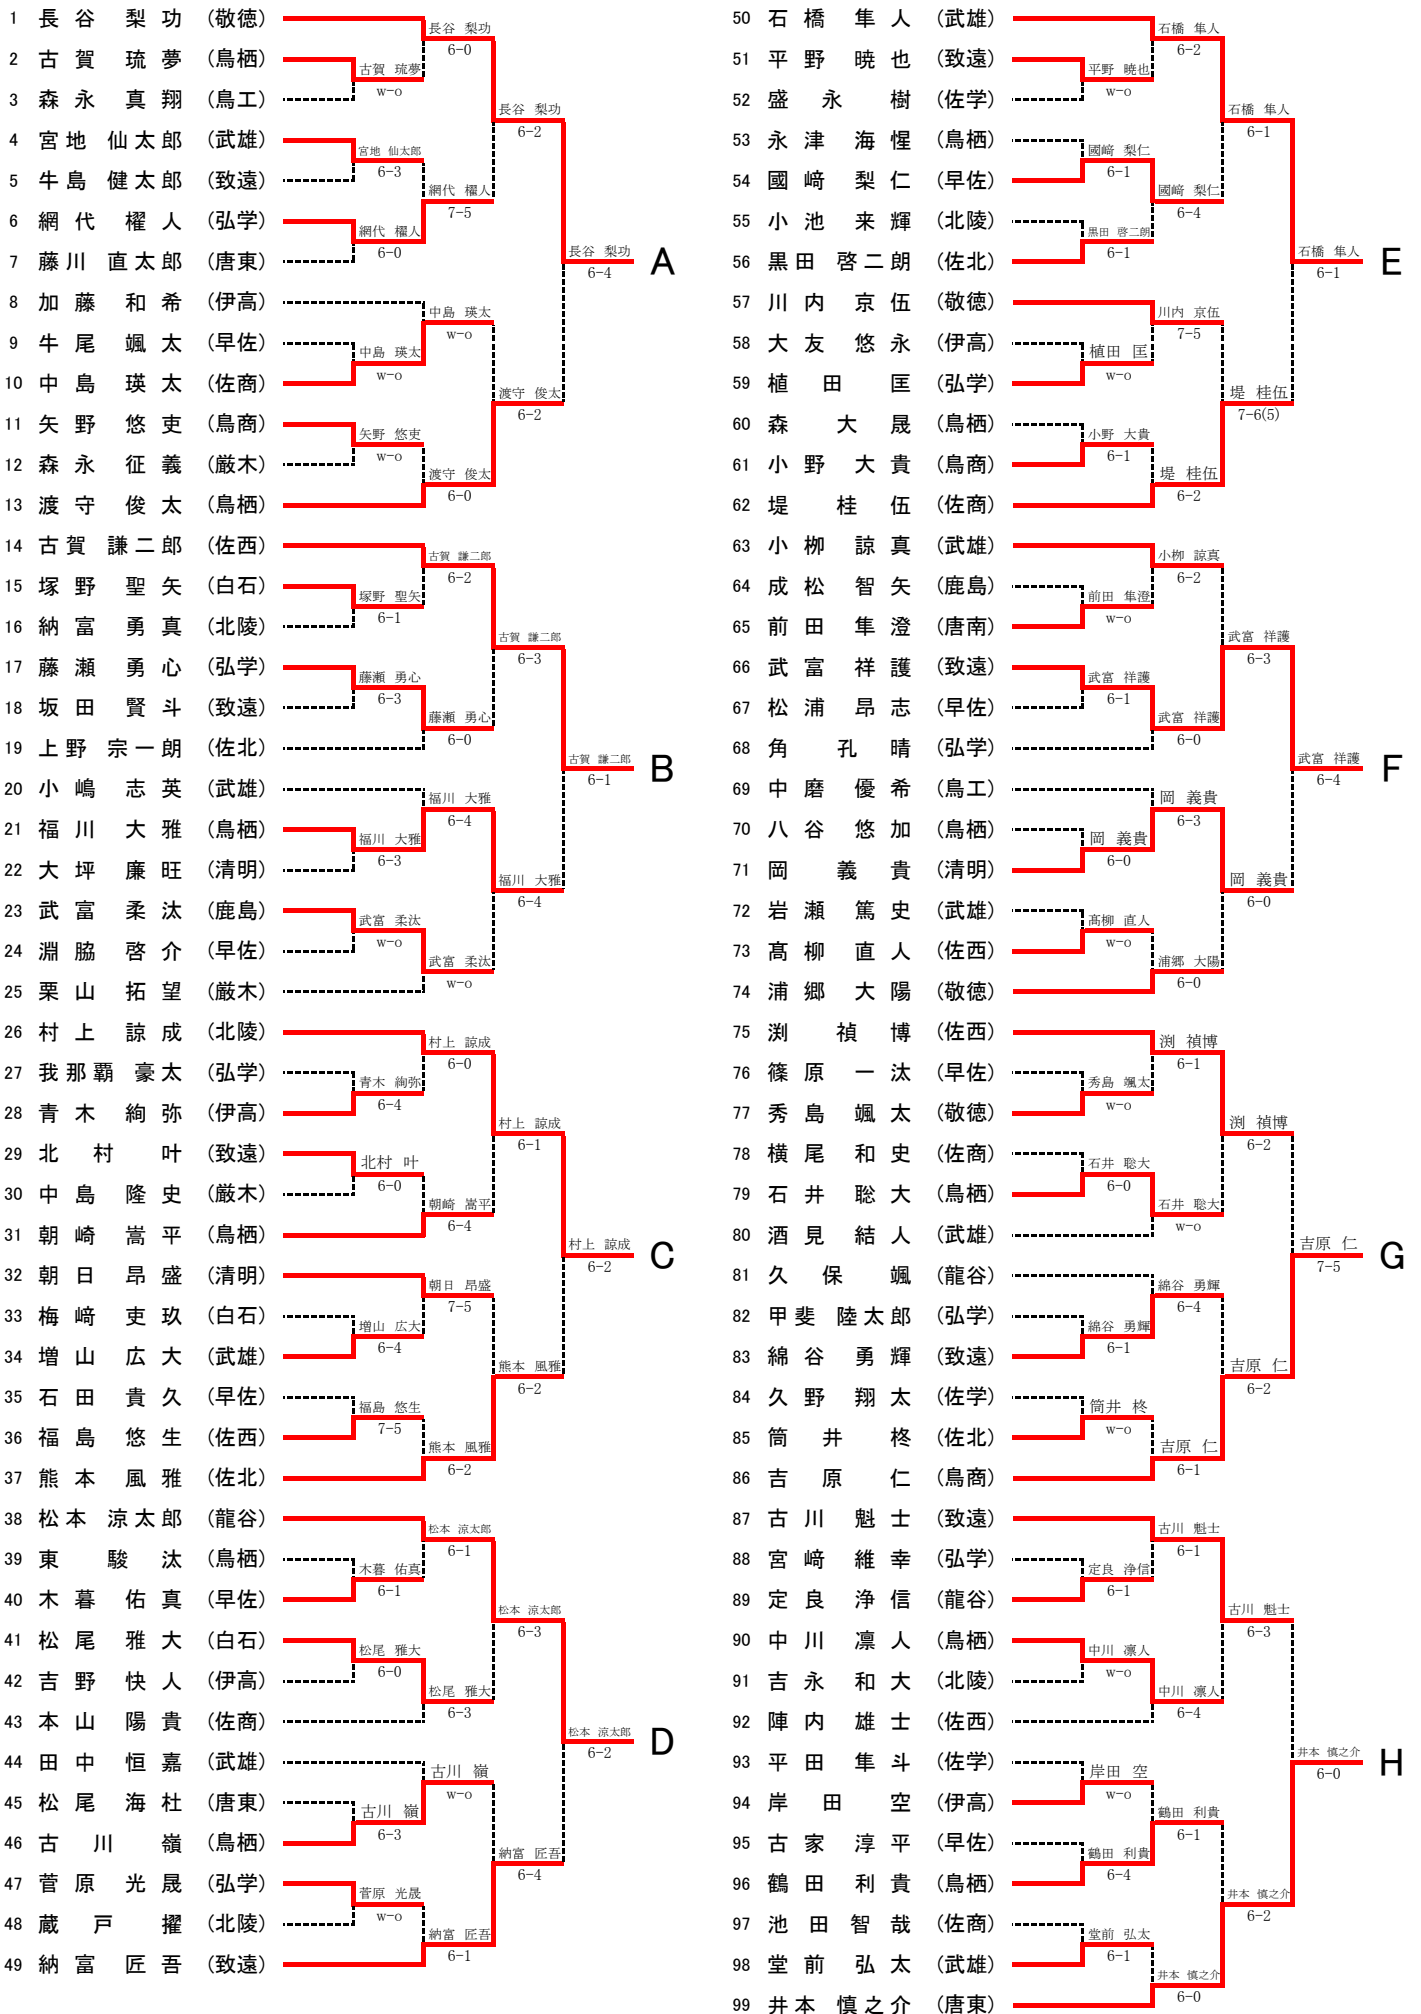 1 長谷 梨功 (敬徳)
2 古賀 琉夢 (鳥栖)
3 森永 真翔 (鳥工)
4 宮地 仙太郎 (武雄)
5 牛島 健太郎 (致遠)
6 網代 櫂人 (弘学)
7 藤川 直太郎 (唐東)
8 加藤 和希 (伊高)
9 牛尾 颯太 (早佐)
10 中島 瑛太 (佐商)
11 矢野 悠吏 (鳥商)
12 森永 征義 (厳木)
13 渡守 俊太 (鳥栖)
長谷 梨功
6-0
古賀 琉夢
w-o
長谷 梨功
6-2
宮地 仙太郎
6-3
網代 櫂人
7-5
網代 櫂人
6-0
長谷 梨功
6-4
A
中島 瑛太
w-o
中島 瑛太
w-o
渡守 俊太
6-2
矢野 悠吏
w-o
渡守 俊太
6-0
14 古賀 謙二郎 (佐西)
15 塚野 聖矢 (白石)
16 納富 勇真 (北陵)
17 藤瀬 勇心 (弘学)
18 坂田 賢斗 (致遠)
19 上野 宗一朗 (佐北)
20 小嶋 志英 (武雄)
21 福川 大雅 (鳥栖)
22 大坪 廉旺 (清明)
23 武富 柔汰 (鹿島)
24 淵脇 啓介 (早佐)
25 栗山 拓望 (厳木)
古賀 謙二郎
6-2
塚野 聖矢
6-1
古賀 謙二郎
6-3
藤瀬 勇心
6-3
藤瀬 勇心
6-0
古賀 謙二郎
6-1
B
福川 大雅
6-4
福川 大雅
6-3
福川 大雅
6-4
武富 柔汰
w-o
武富 柔汰
w-o
26 村上 諒成 (北陵)
27 我那覇 豪太 (弘学)
28 青木 絢弥 (伊高)
29 北村 叶 (致遠)
30 中島 隆史 (厳木)
31 朝崎 嵩平 (鳥栖)
32 朝日 昂盛 (清明)
33 梅﨑 吏玖 (白石)
34 増山 広大 (武雄)
35 石田 貴久 (早佐)
36 福島 悠生 (佐西)
37 熊本 風雅 (佐北)
村上 諒成
6-0
青木 絢弥
6-4
村上 諒成
6-1
北村 叶
6-0
朝崎 嵩平
6-4
村上 諒成
6-2
C
朝日 昂盛
7-5
増山 広大
6-4
熊本 風雅
6-2
福島 悠生
7-5
熊本 風雅
6-2
38 松本 涼太郎 (龍谷)
39 東 駿汰 (鳥栖)
40 木暮 佑真 (早佐)
41 松尾 雅大 (白石)
42 吉野 快人 (伊高)
43 本山 陽貴 (佐商)
44 田中 恒嘉 (武雄)
45 松尾 海杜 (唐東)
46 古川 嶺 (鳥栖)
47 菅原 光晟 (弘学)
48 蔵戸 擢 (北陵)
49 納富 匠吾 (致遠)
松本 涼太郎
6-1
木暮 佑真
6-1
松本 涼太郎
6-3
松尾 雅大
6-0
松尾 雅大
6-3
松本 涼太郎
6-2
D
古川 嶺
w-o
古川 嶺
6-3
納富 匠吾
6-4
菅原 光晟
w-o
納富 匠吾
6-1
50 石橋 隼人 (武雄)
51 平野 暁也 (致遠)
52 盛永 樹 (佐学)
53 永津 海惺 (鳥栖)
54 國﨑 梨仁 (早佐)
55 小池 来輝 (北陵)
56 黒田 啓二朗 (佐北)
57 川内 京伍 (敬徳)
58 大友 悠永 (伊高)
59 植田 匡 (弘学)
60 森 大晟 (鳥栖)
61 小野 大貴 (鳥商)
62 堤 桂伍 (佐商)
石橋 隼人
6-2
平野 暁也
w-o
石橋 隼人
6-1
國﨑 梨仁
6-1
國﨑 梨仁
6-4
黒田 啓二朗
6-1
石橋 隼人
6-1
E
川内 京伍
7-5
植田 匡
w-o
堤 桂伍
7-6(5)
小野 大貴
6-1
堤 桂伍
6-2
63 小栁 諒真 (武雄)
64 成松 智矢 (鹿島)
65 前田 隼澄 (唐南)
66 武富 祥護 (致遠)
67 松浦 昂志 (早佐)
68 角 孔晴 (弘学)
69 中磨 優希 (鳥工)
70 八谷 悠加 (鳥栖)
71 岡 義貴 (清明)
72 岩瀬 篤史 (武雄)
73 髙柳 直人 (佐西)
74 浦郷 大陽 (敬徳)
小栁 諒真
6-2
前田 隼澄
w-o
武富 祥護
6-3
武富 祥護
6-1
武富 祥護
6-0
武富 祥護
6-4
F
岡 義貴
6-3
岡 義貴
6-0
岡 義貴
6-0
髙柳 直人
w-o
浦郷 大陽
6-0
75 渕 禎博 (佐西)
76 篠原 一汰 (早佐)
77 秀島 颯太 (敬徳)
78 横尾 和史 (佐商)
79 石井 聡大 (鳥栖)
80 酒見 結人 (武雄)
81 久保 颯 (龍谷)
82 甲斐 陸太郎 (弘学)
83 綿谷 勇輝 (致遠)
84 久野 翔太 (佐学)
85 筒井 柊 (佐北)
86 吉原 仁 (鳥商)
渕 禎博
6-1
秀島 颯太
w-o
渕 禎博
6-2
石井 聡大
6-0
石井 聡大
w-o
吉原 仁
7-5
G
綿谷 勇輝
6-4
綿谷 勇輝
6-1
吉原 仁
6-2
筒井 柊
w-o
吉原 仁
6-1
87 古川 魁士 (致遠)
88 宮﨑 維幸 (弘学)
89 定良 浄信 (龍谷)
90 中川 凛人 (鳥栖)
91 吉永 和大 (北陵)
92 陣内 雄士 (佐西)
93 平田 隼斗 (佐学)
94 岸田 空 (伊高)
95 古家 淳平 (早佐)
96 鶴田 利貴 (鳥栖)
97 池田 智哉 (佐商)
98 堂前 弘太 (武雄)
99 井本 慎之介 (唐東)
古川 魁士
6-1
定良 浄信
6-1
古川 魁士
6-3
中川 凛人
w-o
中川 凛人
6-4
井本 慎之介
6-0
H
岸田 空
w-o
鶴田 利貴
6-1
鶴田 利貴
6-4
井本 慎之介
6-2
堂前 弘太
6-1
井本 慎之介
6-0